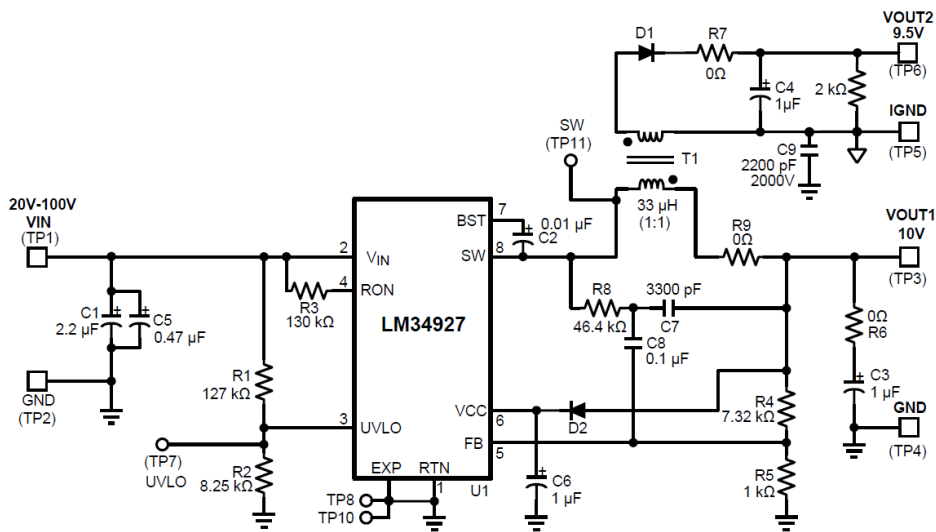 VOUT2
9.5V
(TP6)
D1
R7
0Ω
C4
1µF
2 kΩ
IGND
(TP5)
C9
2200 pF
2000V
SW
(TP11)
T1
33 µH
(1:1)
20V-100V
VIN
(TP1)
7
BST
0.01 µF
C2
R9
0Ω
VOUT1
10V
(TP3)
2
VIN
8
SW
4
RON
R3
130 kΩ
LM34927
R8
46.4 kΩ
3300 pF
C7
C8
0.1 µF
0Ω
R6
C1
2.2 µF
C5
0.47 µF
GND
(TP2)
R1
127 kΩ
C3
1 µF
VCC
6
D2
R4
7.32 kΩ
GND
(TP4)
3
UVLO
FB
5
(TP7)
UVLO
R2
8.25 kΩ
EXP
RTN
1
U1
TP8
TP10
C6
1 µF
R5
1 kΩ